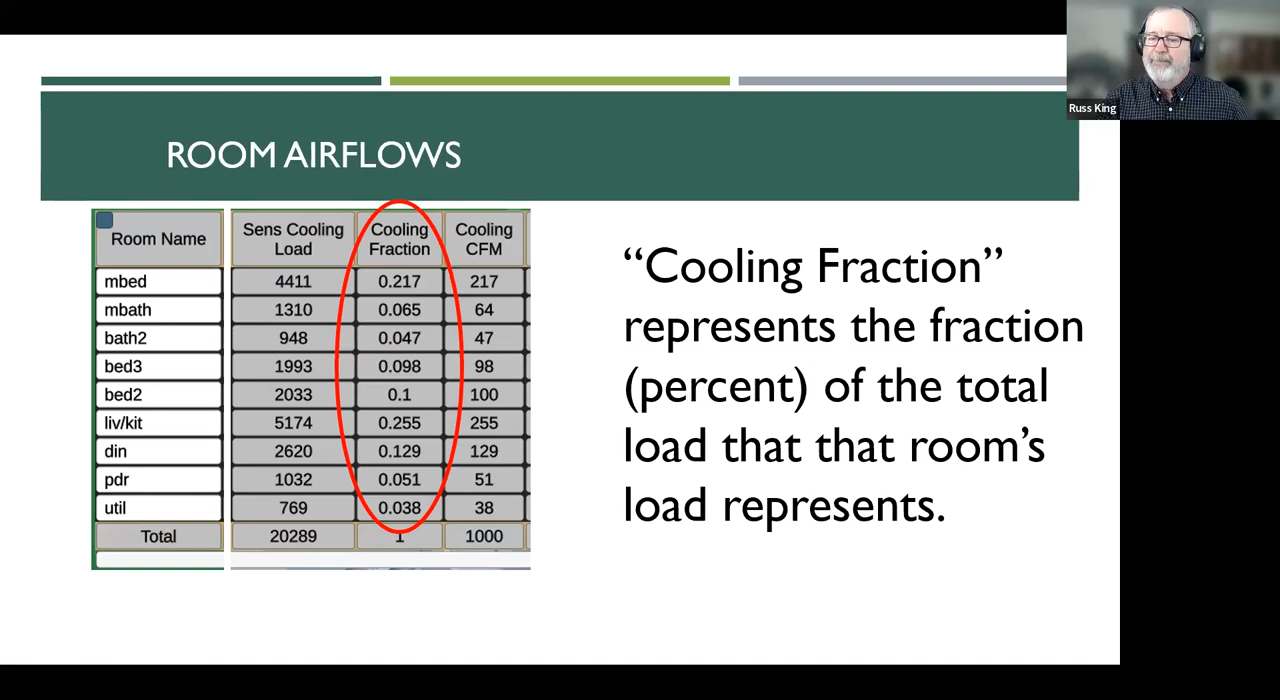 Russ King
ROOM AIRFLOWS
Room Name Sens Cooling Load Cooling Fraction Cooling CFM
mbed 4411 0.217 217
mbath 1310 0.065 64
bath2 948 0.047 47
bed3 1993 0.098 98
bed2 2033 0.1 100
liv/kit 5174 0.255 255
din 2620 0.129 129
pdr 1032 0.051 51
util 769 0.038 38
Total 20289 1 1000
“Cooling Fraction”
represents the fraction
(percent) of the total
load that that room’s
load represents.